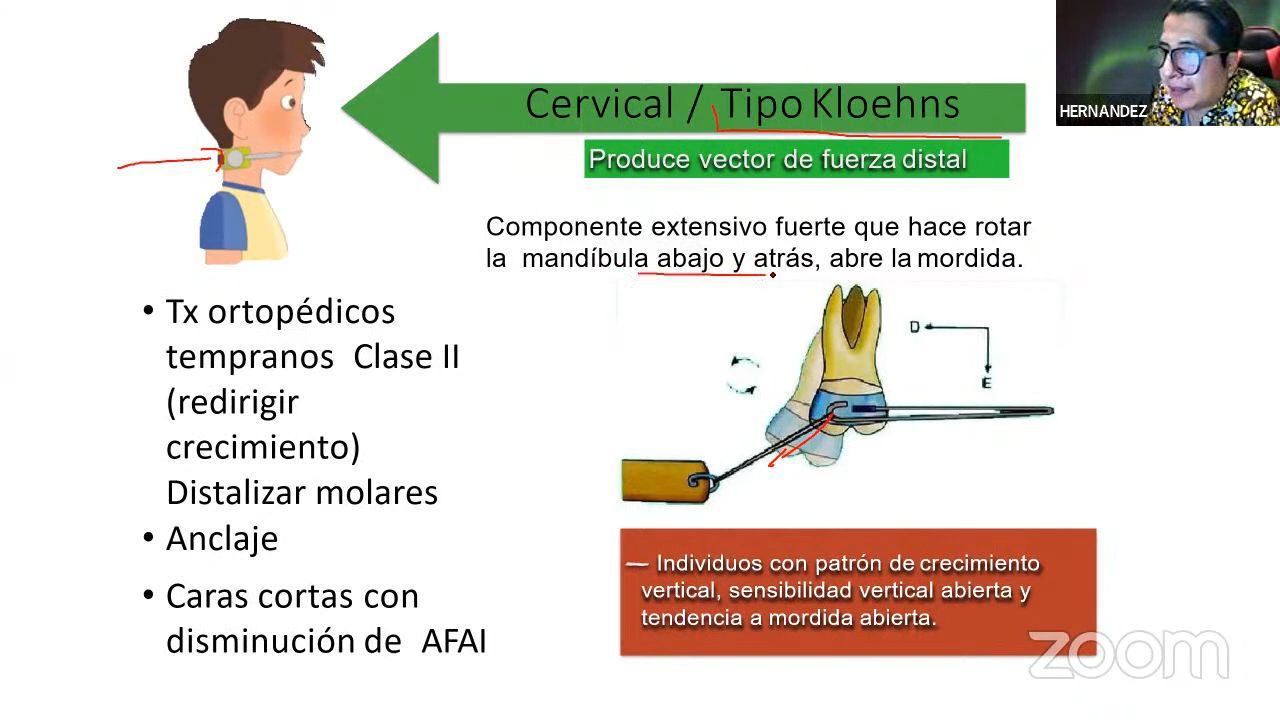 Cervical / Tipo Kloehns
HERNANDEZ
Produce vector de fuerza distal
Componente extensivo fuerte que hace rotar
la mandíbula abajo y atrás, abre la mordida.
• Tx ortopédicos
tempranos Clase II
(redirigir
crecimiento)
Distalizar molares
• Anclaje
• Caras cortas con
disminución de AFAI
D
E
— Individuos con patrón de crecimiento
vertical, sensibilidad vertical abierta y
tendencia a mordida abierta.
zoom